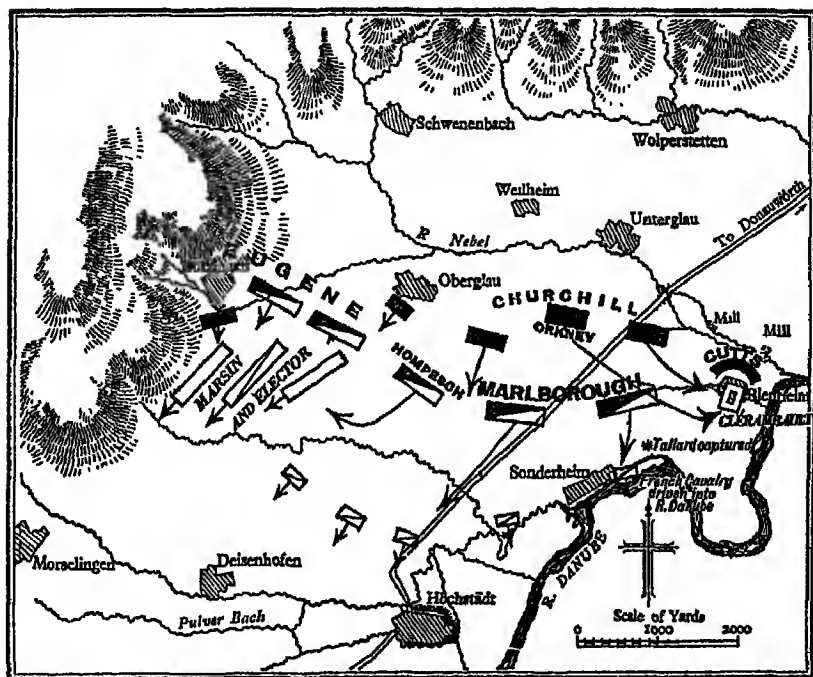 Schwenenbach
Wolperstetten
Weilheim
Unterglau
To Donauwörth
R. Nebel
UGENE
Oberglau
CHURCHILL
ORKNEY
Mill
Mill
CUTTS
MARSIN
AND ELECTOR
HOMPESCH
MARLBOROUGH
Blenheim
CLERAMBAULT
*Tallard captured
Sonderheim
French Cavalry
driven into
R. Danube
Morselingen
Deisenhofen
R. DANUBE
Höchstädt
Pulver Bach
Scale of Yards
0 1000 2000